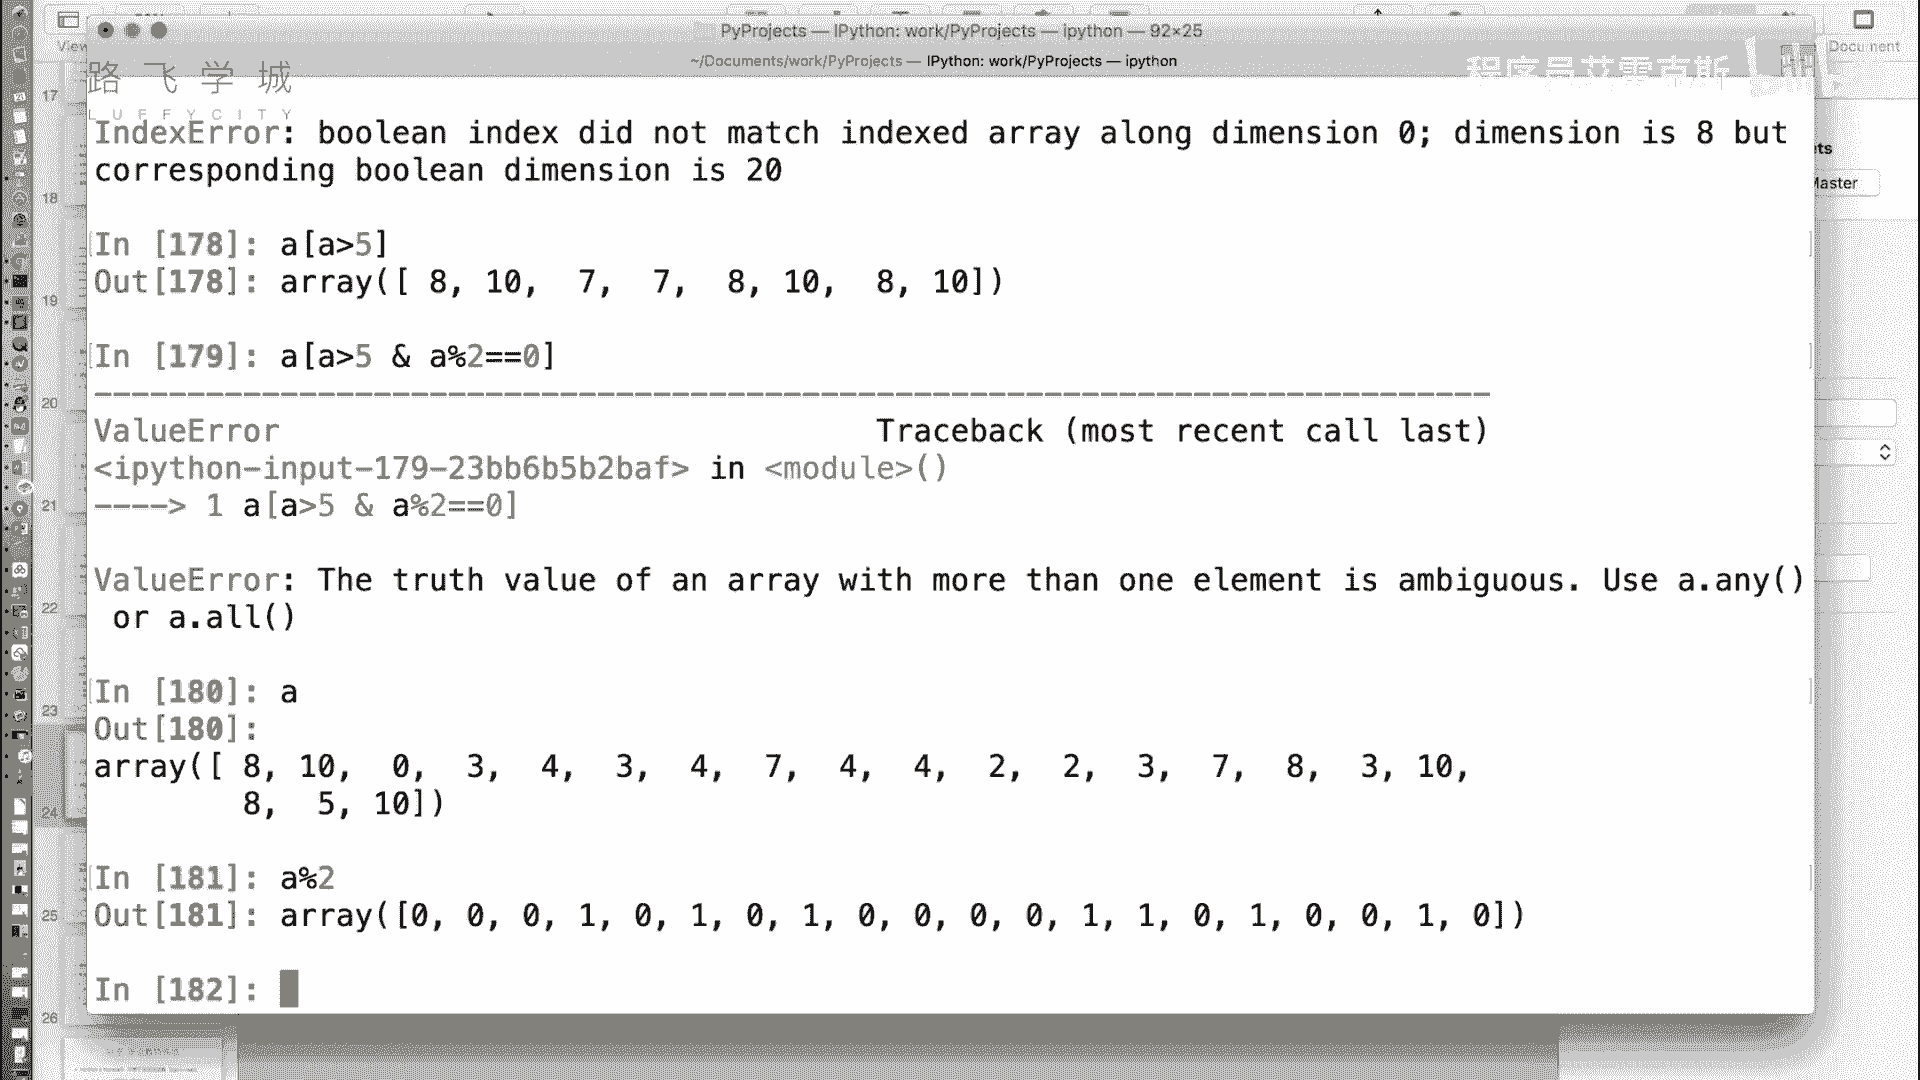 PyProjects — IPython: work/PyProjects — ipython — 92×25
~/Documents/work/PyProjects — IPython: work/PyProjects — ipython
View
Document
路飞学城
LUFFYCITY
程序员艾雷克斯
Master
17
18
19
20
21
22
23
24
25
26
IndexError: boolean index did not match indexed array along dimension 0; dimension is 8 but
corresponding boolean dimension is 20
In [178]: a[a>5]
Out[178]: array([ 8, 10,  7,  7,  8, 10,  8, 10])
In [179]: a[a>5 & a%2==0]
---------------------------------------------------------------------------
ValueError                                Traceback (most recent call last)
<ipython-input-179-23bb6b5b2baf> in <module>()
----> 1 a[a>5 & a%2==0]
ValueError: The truth value of an array with more than one element is ambiguous. Use a.any()
 or a.all()
In [180]: a
Out[180]:
array([ 8, 10,  0,  3,  4,  3,  4,  7,  4,  4,  2,  2,  3,  7,  8,  3, 10,
        8,  5, 10])
In [181]: a%2
Out[181]: array([0, 0, 0, 1, 0, 1, 0, 1, 0, 0, 0, 0, 1, 1, 0, 1, 0, 0, 1, 0])
In [182]: